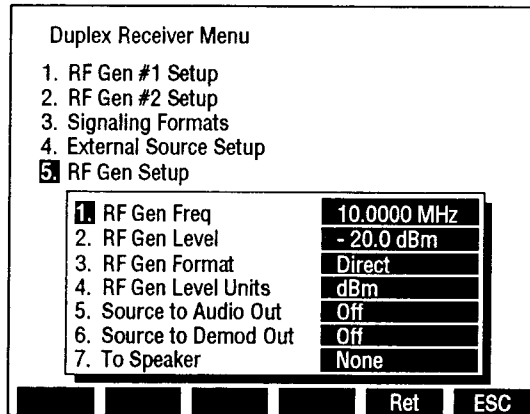 Duplex Receiver Menu
1. RF Gen #1 Setup
2. RF Gen #2 Setup
3. Signaling Formats
4. External Source Setup
5. RF Gen Setup
1. RF Gen Freq 10.0000 MHz
2. RF Gen Level - 20.0 dBm
3. RF Gen Format Direct
4. RF Gen Level Units dBm
5. Source to Audio Out Off
6. Source to Demod Out Off
7. To Speaker None
Ret ESC